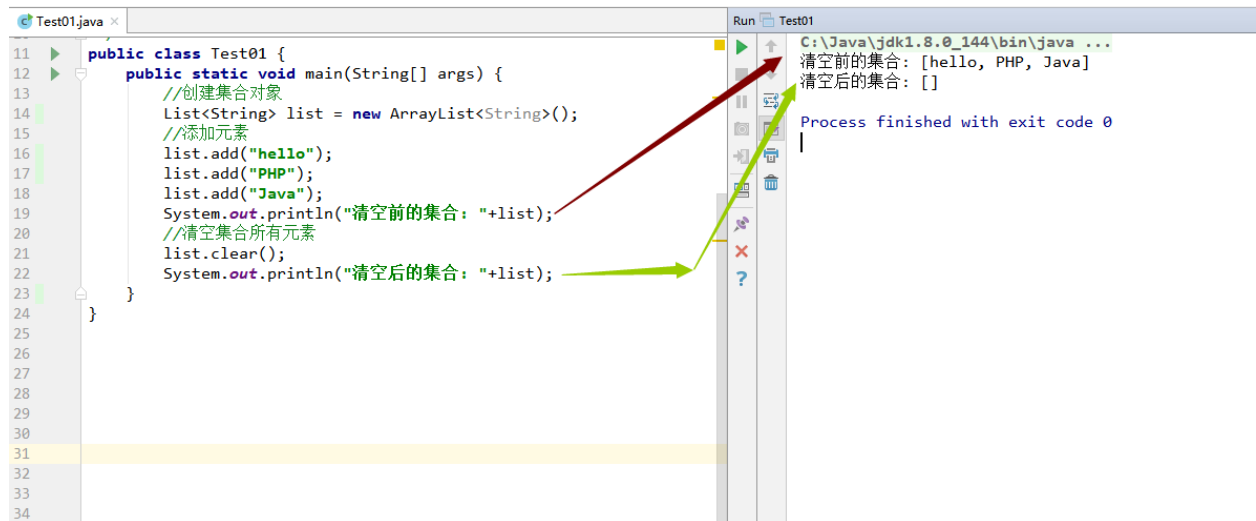 Test01.java
11 public class Test01 {
12 public static void main(String[] args) {
13 //创建集合对象
14 List<String> list = new ArrayList<String>();
15 //添加元素
16 list.add("hello");
17 list.add("PHP");
18 list.add("Java");
19 System.out.println("清空前的集合: "+list);
20 //清空集合所有元素
21 list.clear();
22 System.out.println("清空后的集合: "+list);
23 }
24 }
25
26
27
28
29
30
31
32
33
34
Run Test01
C:\Java\jdk1.8.0_144\bin\java ...
清空前的集合: [hello, PHP, Java]
清空后的集合: []
Process finished with exit code 0